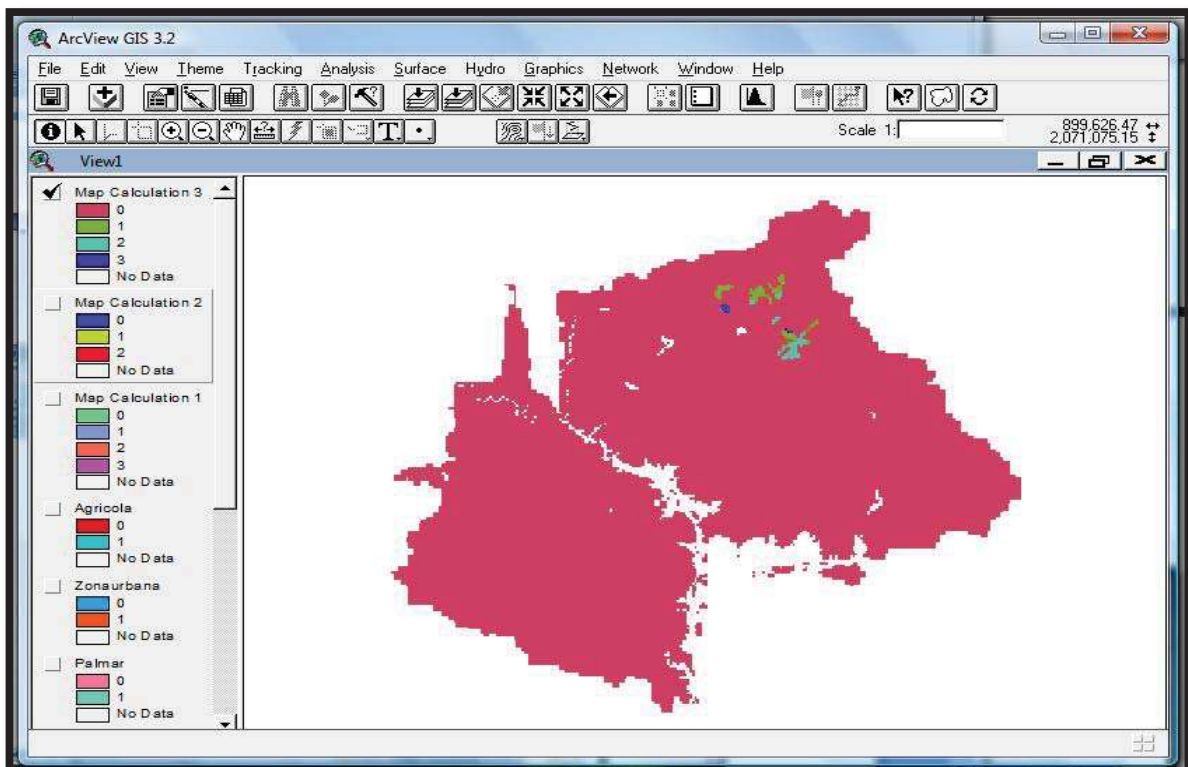 ArcView GIS 3.2
File Edit View Theme Tracking Analysis Surface Hydro Graphics Network Window Help
T
Scale 1: 899,626.47
2,071,075.15
View1
Map Calculation 3
0
1
2
3
No Data
Map Calculation 2
0
1
2
No Data
Map Calculation 1
0
1
2
3
No Data
Agricola
0
1
No Data
Zonaurbana
0
1
No Data
Palmar
0
1
No Data